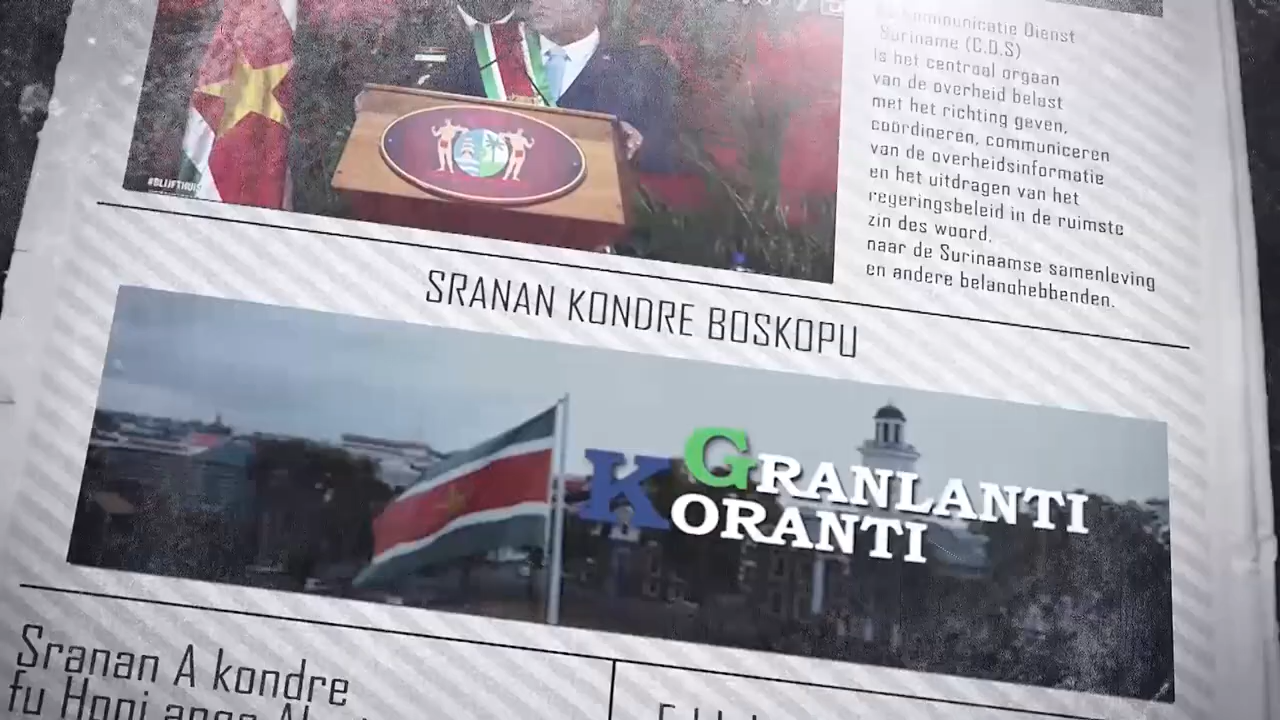 #BLIJFTHUIS
Communicatie Dienst
Suriname (C.D.S)
Is het centraal orgaan
van de overheid belast
met het richting geven,
coördineren, communiceren
van de overheidsinformatie
en het uitdragen van het
regeringsbeleid in de ruimste
zin des woord,
naar de Surinaamse samenleving
en andere belanghebbenden.
SRANAN KONDRE BOSKOPU
GRANLANTI
KORANTI
Sranan A kondre
fu Hopi